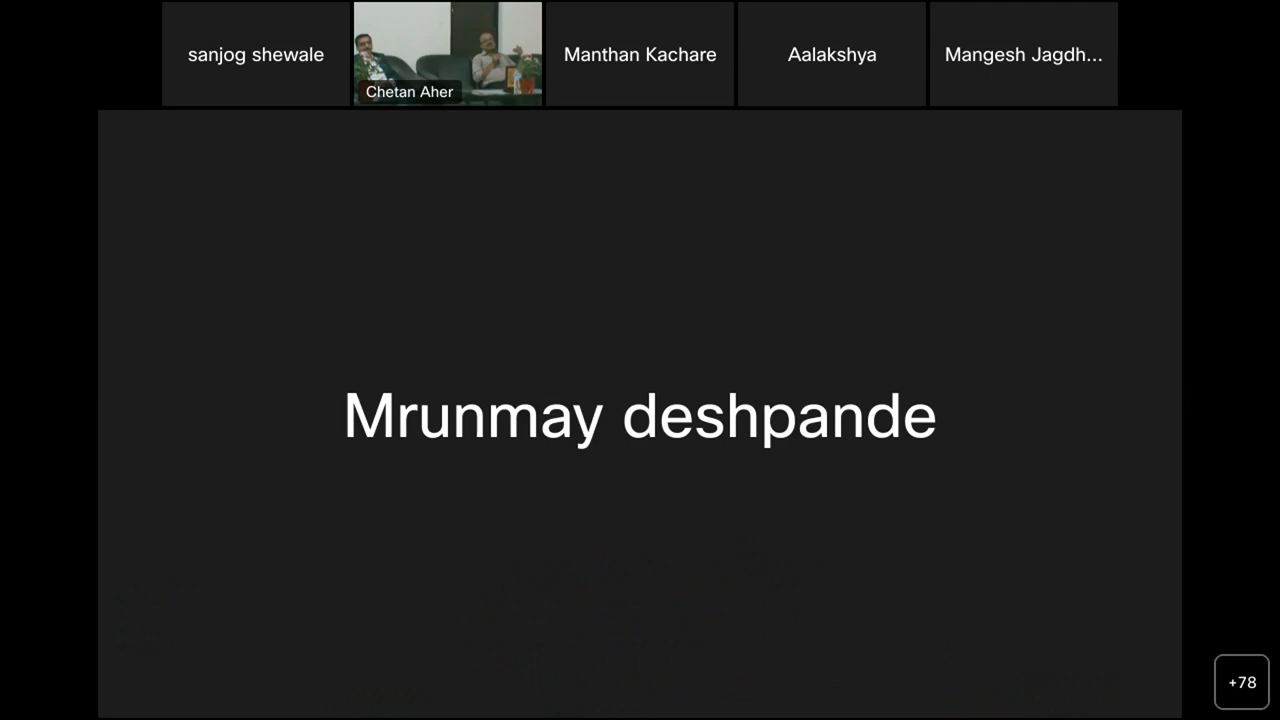 sanjog shewale
Chetan Aher
Manthan Kachare
Aalakshya
Mangesh Jagdh...
Mrunmay deshpande
+78